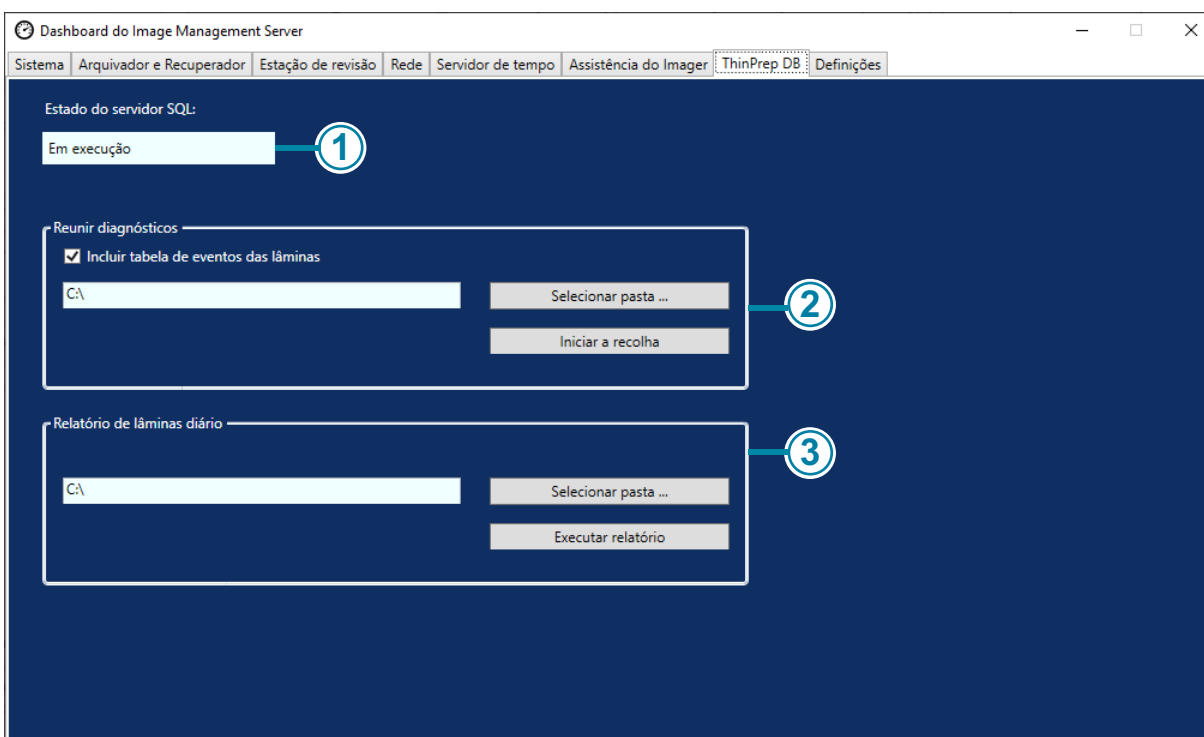 Dashboard do Image Management Server
Sistema Arquivador e Recuperador Estação de revisão Rede Servidor de tempo Assistência do Imager ThinPrep DB Definições
Estado do servidor SQL:
Em execução
1
Reunir diagnósticos
Incluir tabela de eventos das lâminas
C:\ Selecionar pasta ...
2
Iniciar a recolha
Relatório de lâminas diário
3
C:\ Selecionar pasta ...
Executar relatório